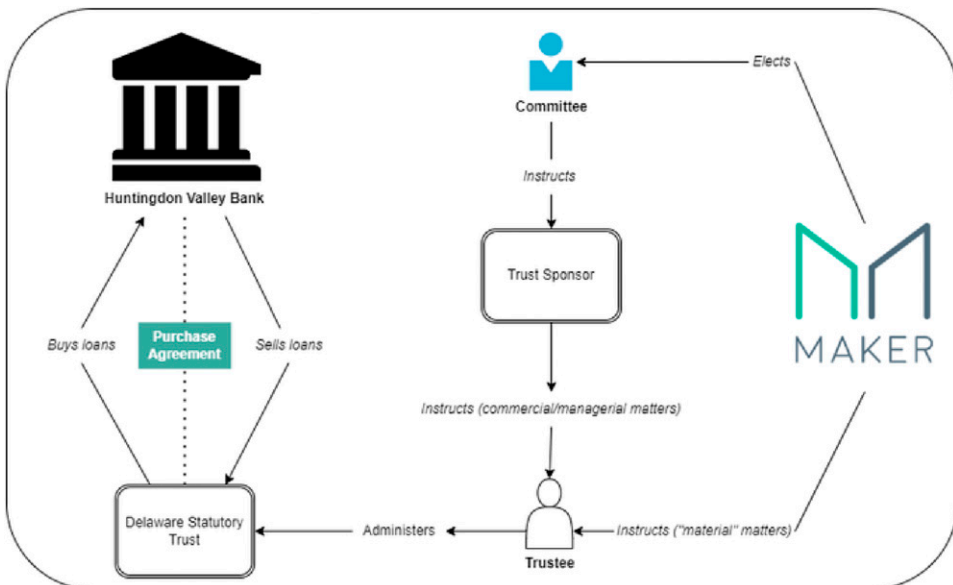 Elects
Committee
Instructs
Huntingdon Valley Bank
Trust Sponsor
Purchase
Agreement
Buys loans
Sells loans
MAKER
Instructs (commercial/managerial matters)
Delaware Statutory
Trust
Administers
Instructs ("material" matters)
Trustee